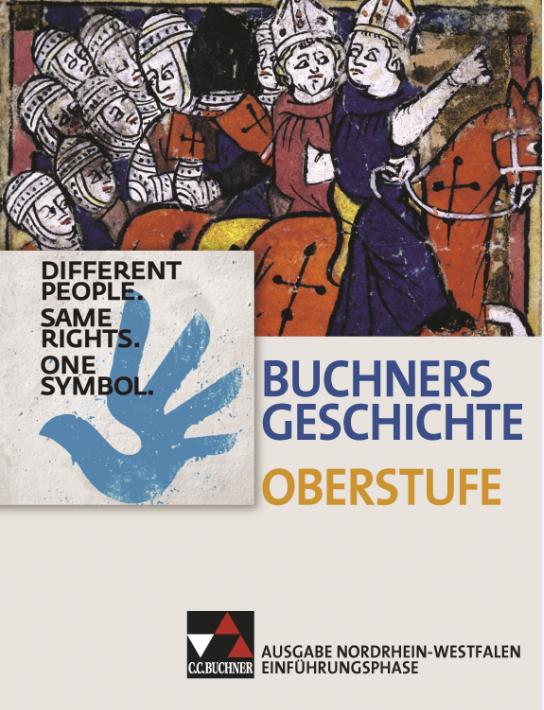 DIFFERENT
PEOPLE.
SAME
RIGHTS.
ONE
SYMBOL.
BUCHNERS
GESCHICHTE
OBERSTUFE
C.C.BUCHNER
AUSGABE NORDRHEIN-WESTFALEN
EINFÜHRUNGSPHASE